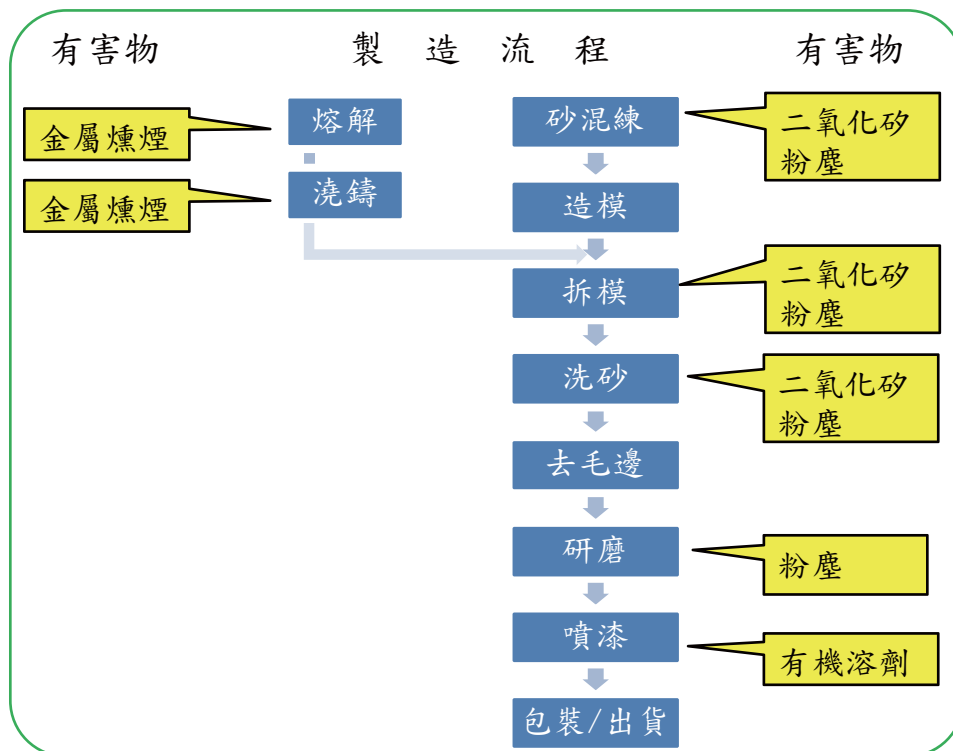 有害物 製造流程 有害物
金屬燻煙
熔解
砂混練
二氧化矽
粉塵
金屬燻煙
澆鑄
造模
拆模
二氧化矽
粉塵
洗砂
二氧化矽
粉塵
去毛邊
研磨
粉塵
噴漆
有機溶劑
包裝/出貨